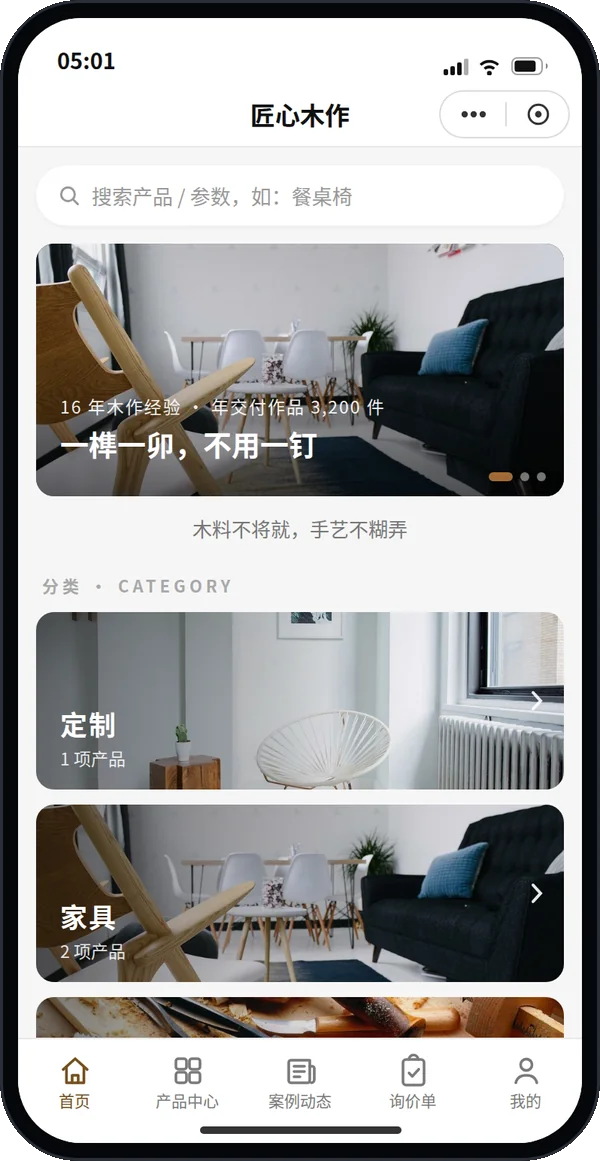 05:01
匠心木作
搜索产品 / 参数，如：餐桌椅
16 年木作经验 · 年交付作品 3,200 件
一榫一卯，不用一钉
木料不将就，手艺不糊弄
分类 · CATEGORY
定制
1 项产品
家具
2 项产品
首页
产品中心
案例动态
询价单
我的